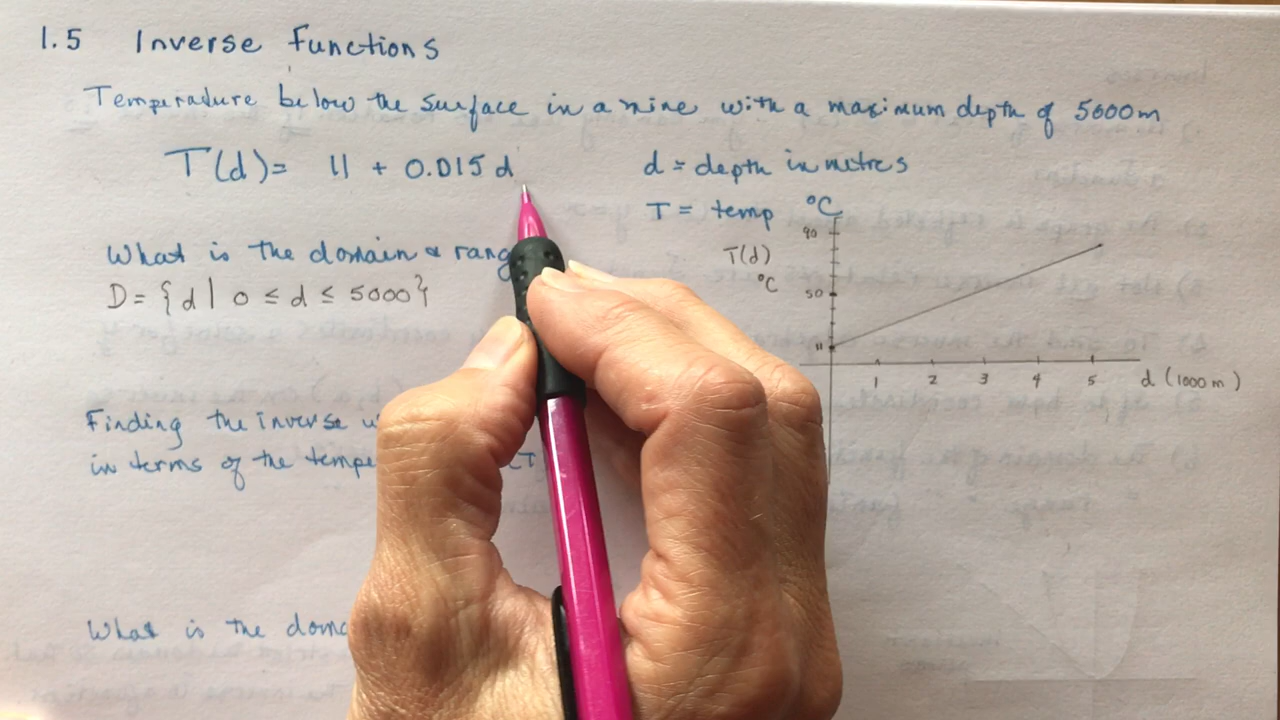 1.5 Inverse Functions
Temperature below the surface in a mine with a maximum depth of 5000m
T(d) = 11 + 0.015 d
d = depth in metres
T = temp °C
What is the domain & rang
D = { d | 0 ≤ d ≤ 5000 }
T(d)
°C
90
50
11
1 2 3 4 5 d (1000 m)
Finding the inverse
in terms of the tempe
What is the doma